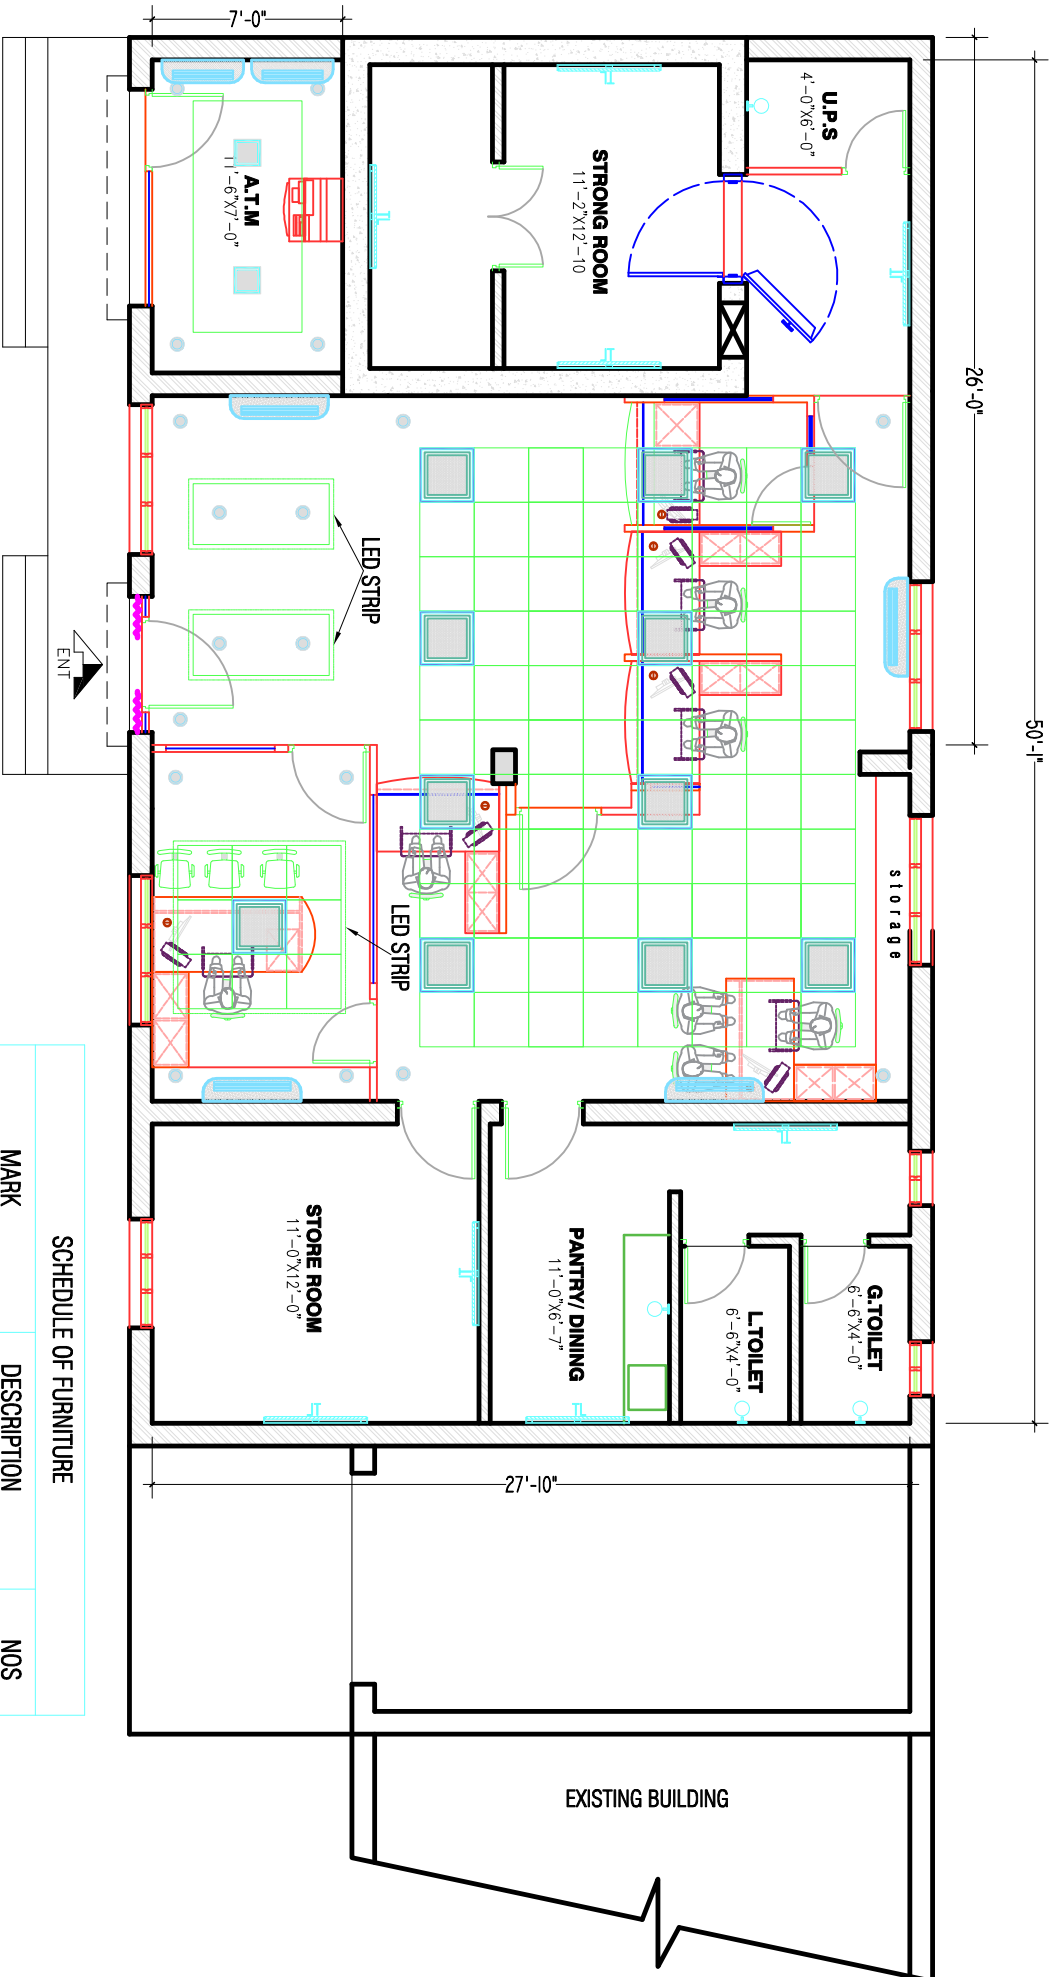 7'-0"
26'-0"
50'-1"
U.P.S
4'-0"X6'-0"
STRONG ROOM
11'-2"X12'-10
A.T.M
11'-6"X7'-0"
LED STRIP
ENT
storage
LED STRIP
STORE ROOM
11'-0"X12'-0"
PANTRY/ DINING
11'-0"X6'-7"
L.TOILET
6'-6"X4'-0"
G.TOILET
6'-6"X4'-0"
27'-10"
EXISTING BUILDING
SCHEDULE OF FURNITURE
MARK DESCRIPTION NOS